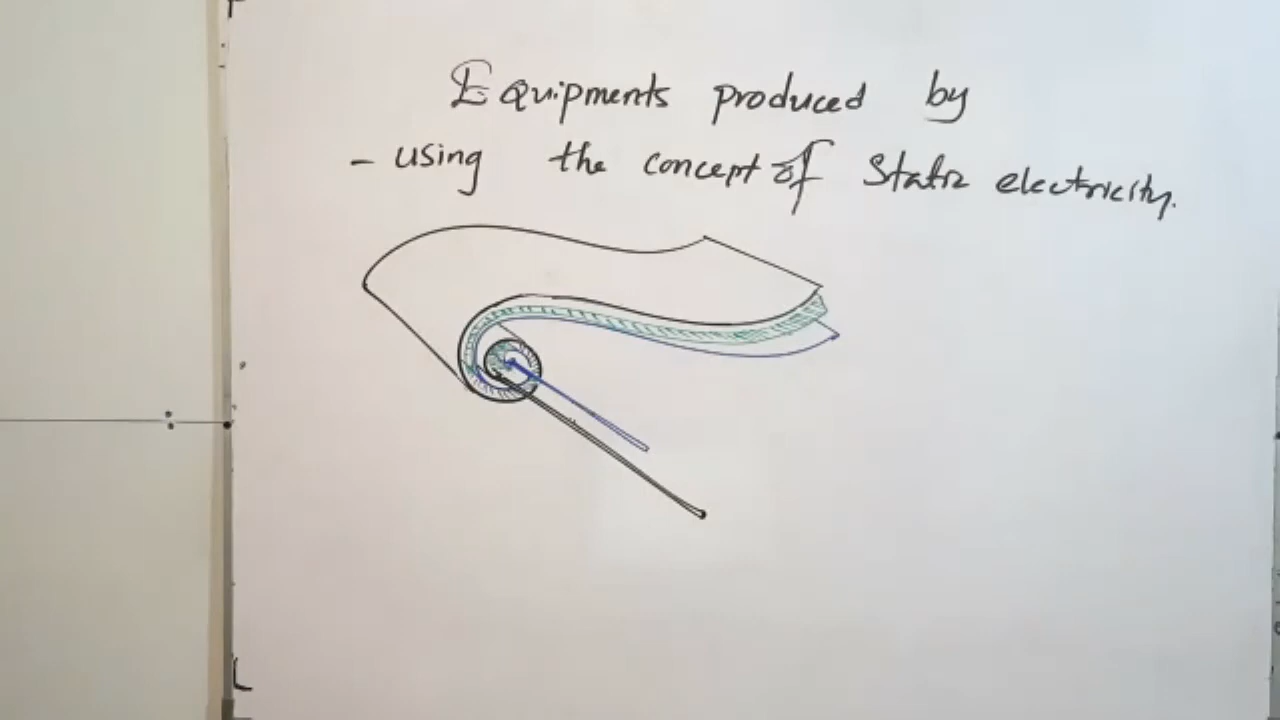 Equipments produced by
- using the concept of Static electricity.